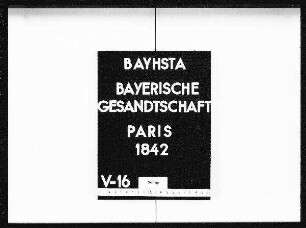 BAYHSTA
BAYERISCHE
GESANDTSCHAFT
PARIS
1842
V-16